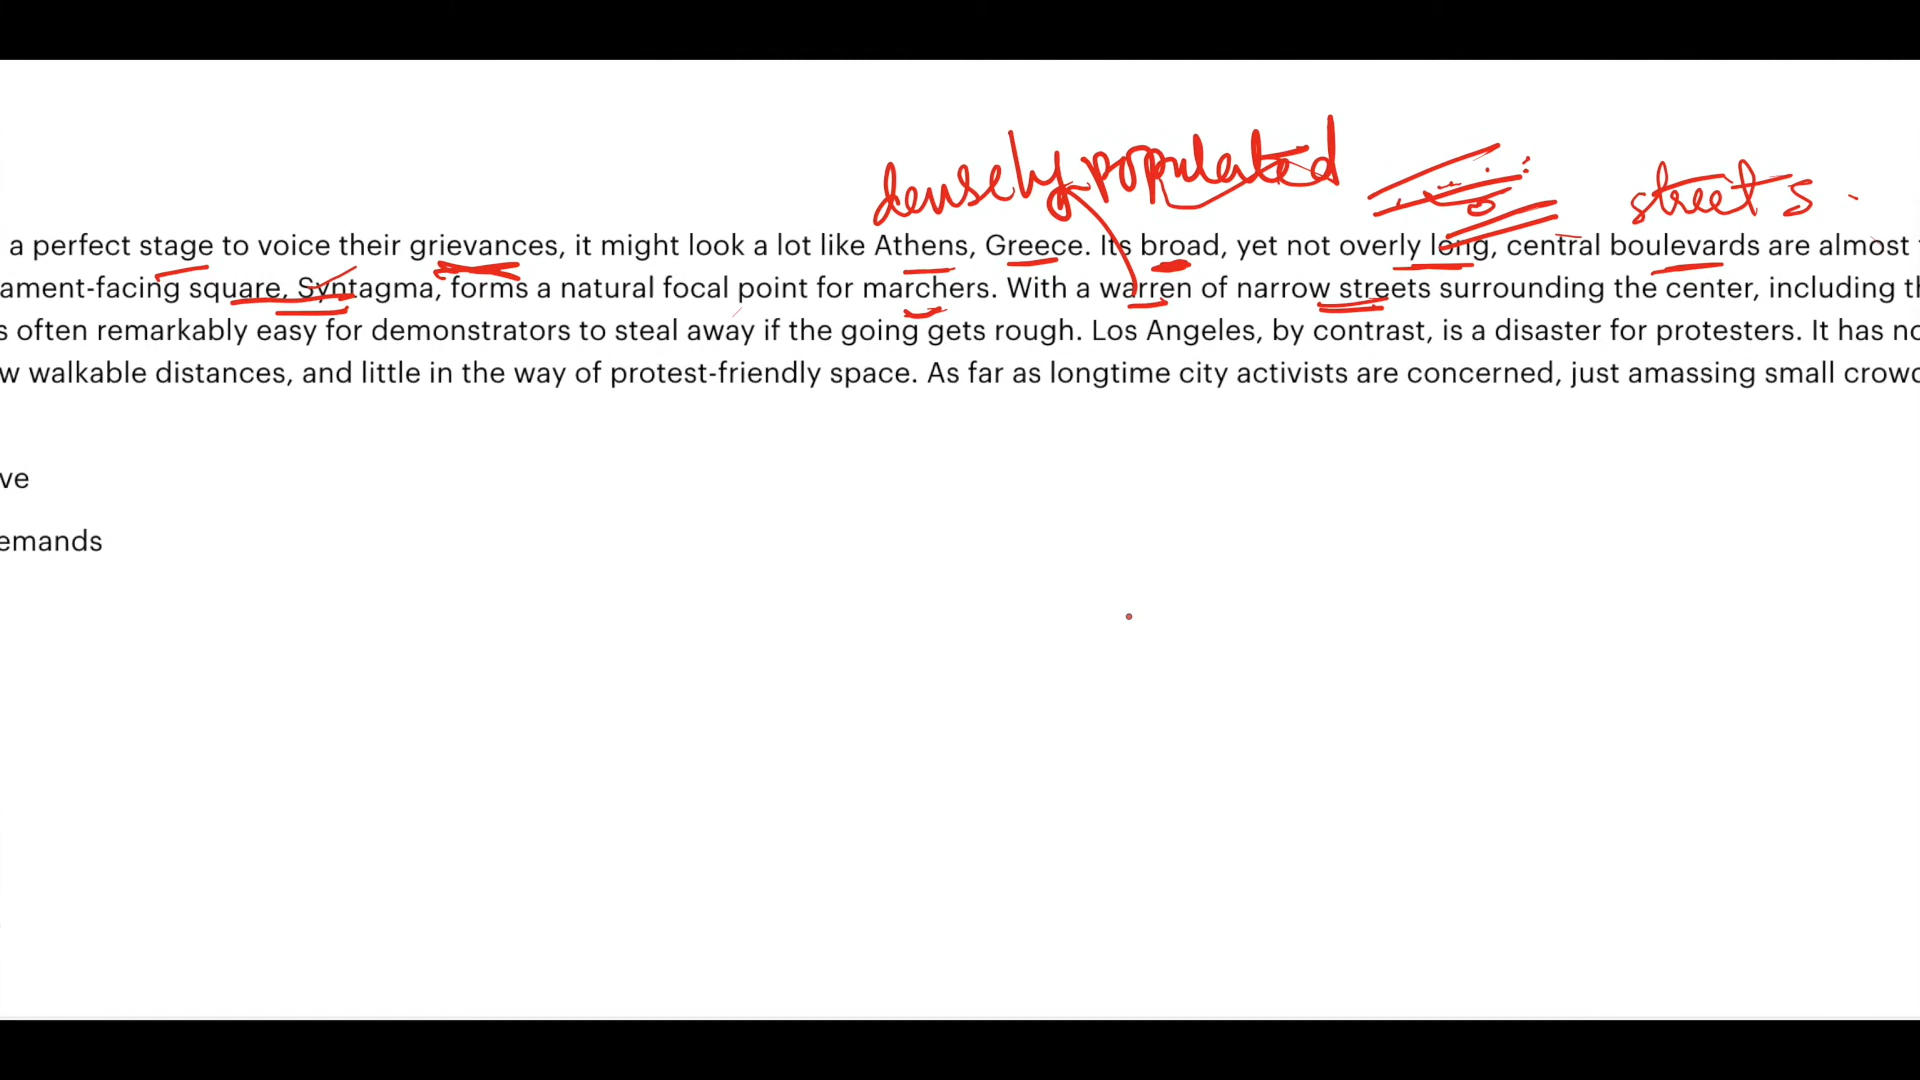 densely populated streets
a perfect stage to voice their grievances, it might look a lot like Athens, Greece. Its broad, yet not overly long, central boulevards are almost
ament-facing square, Syntagma, forms a natural focal point for marchers. With a warren of narrow streets surrounding the center, including th
s often remarkably easy for demonstrators to steal away if the going gets rough. Los Angeles, by contrast, is a disaster for protesters. It has no
w walkable distances, and little in the way of protest-friendly space. As far as longtime city activists are concerned, just amassing small crowd
ve
emands